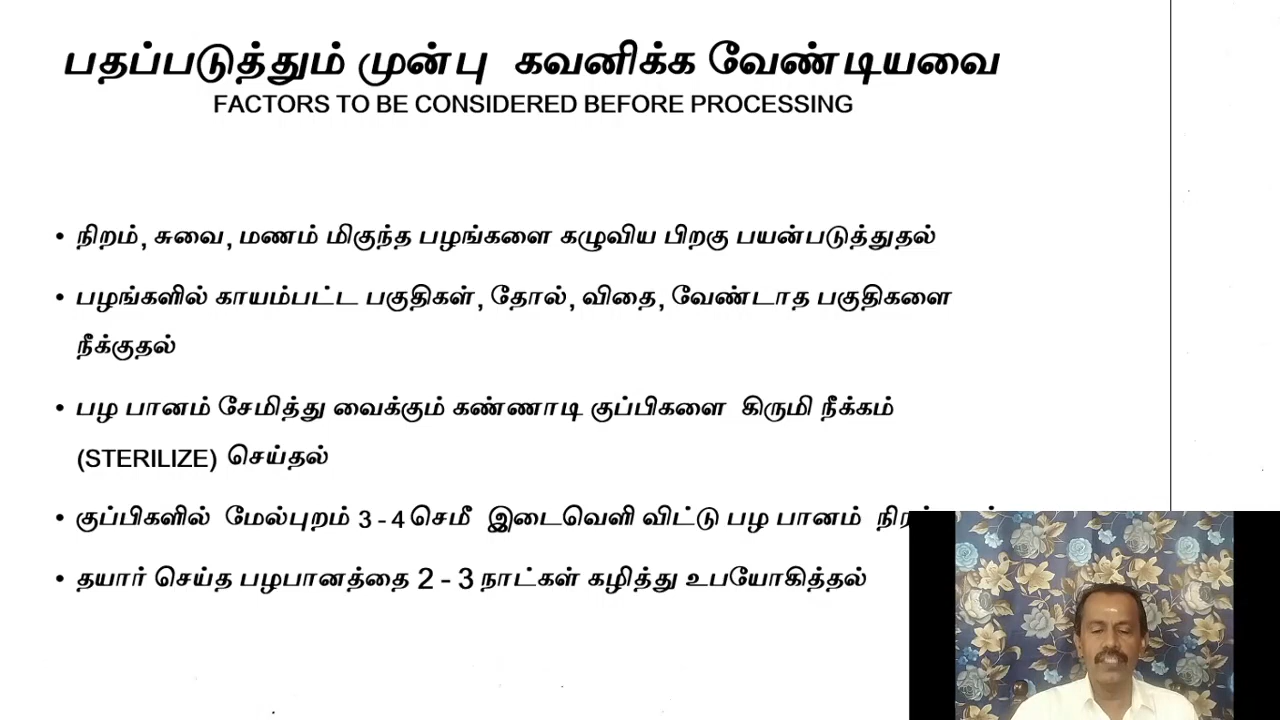 பதப்படுத்தும் முன்பு கவனிக்க வேண்டியவை
FACTORS TO BE CONSIDERED BEFORE PROCESSING
• நிறம், சுவை, மணம் மிகுந்த பழங்களை கழுவிய பிறகு பயன்படுத்துதல்
• பழங்களில் காயம்பட்ட பகுதிகள், தோல், விதை, வேண்டாத பகுதிகளை
நீக்குதல்
• பழ பானம் சேமித்து வைக்கும் கண்ணாடி குப்பிகளை கிருமி நீக்கம்
(STERILIZE) செய்தல்
• குப்பிகளில் மேல்புறம் 3 - 4 செமீ இடைவெளி விட்டு பழ பானம்
• தயார் செய்த பழபானத்தை 2 - 3 நாட்கள் கழித்து உபயோகித்தல்